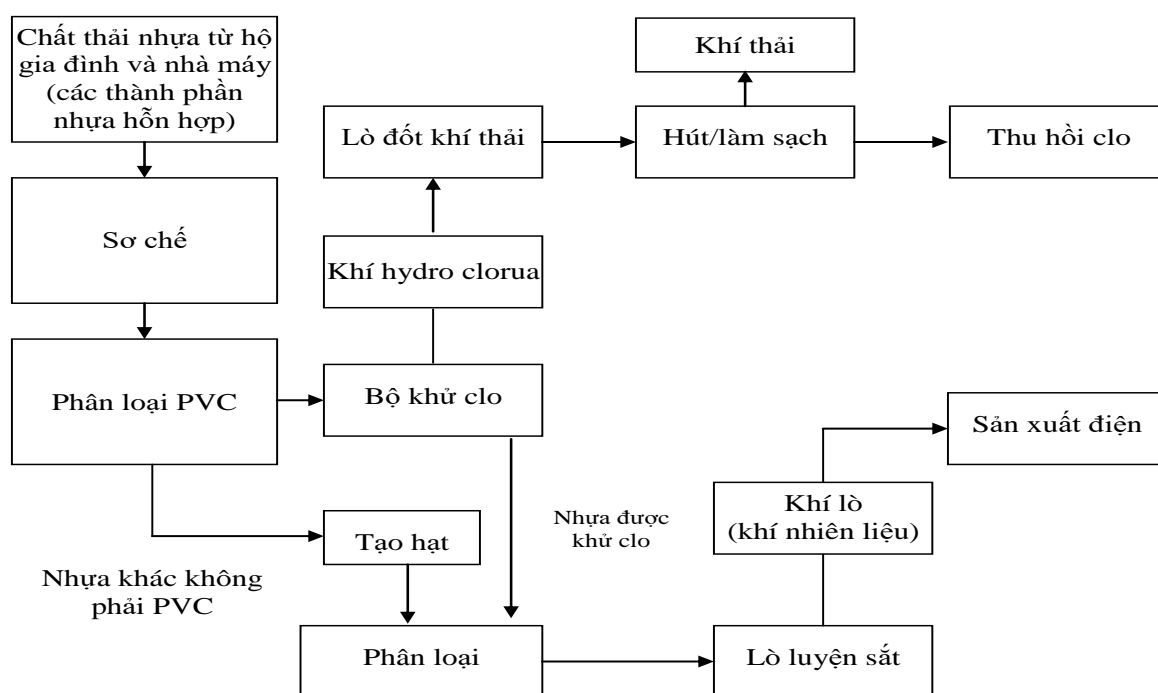 Chất thải nhựa từ hộ
gia đình và nhà máy
(các thành phần
nhựa hỗn hợp)
Khí thải
Lò đốt khí thải
Hút/làm sạch
Thu hồi clo
Sơ chế
Khí hydro clorua
Phân loại PVC
Bộ khử clo
Sản xuất điện
Khí lò
(khí nhiên liệu)
Nhựa được
khử clo
Tạo hạt
Nhựa khác không
phải PVC
Phân loại
Lò luyện sắt